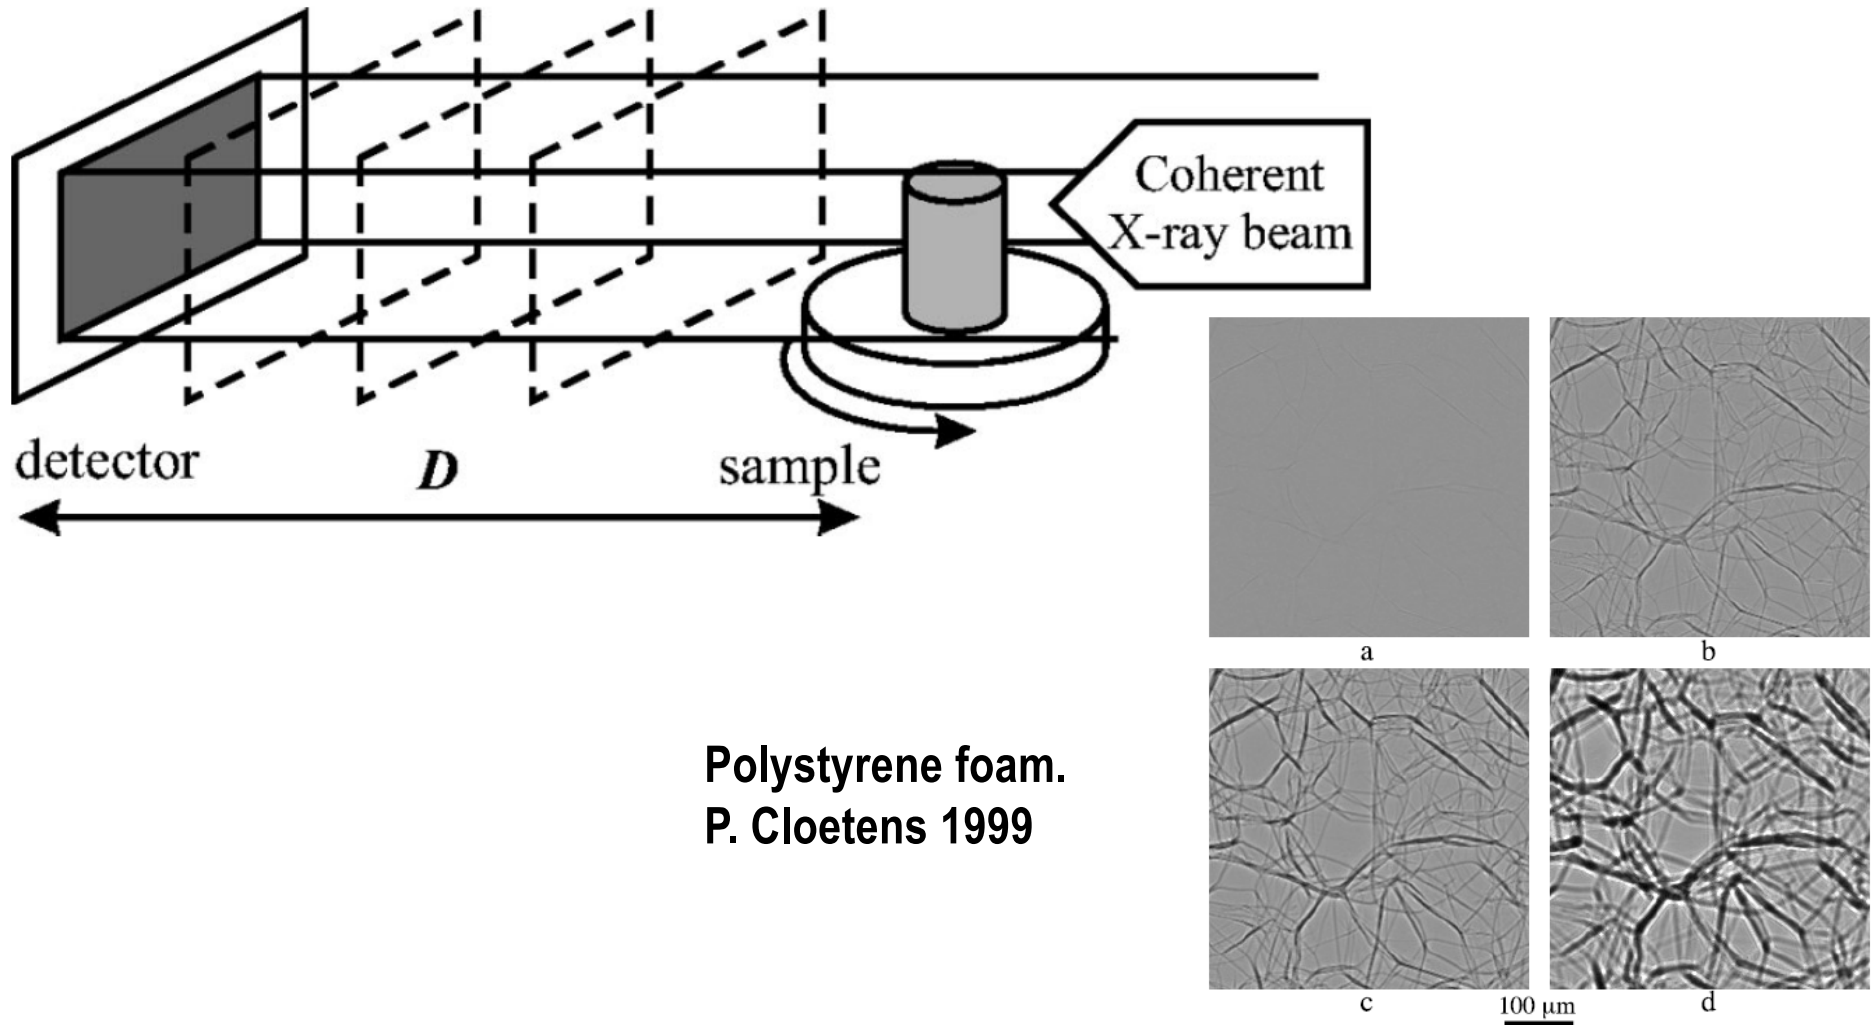 Coherent
X-ray beam
detector
D
sample
a
b
Polystyrene foam.
P. Cloetens 1999
c
100 µm
d